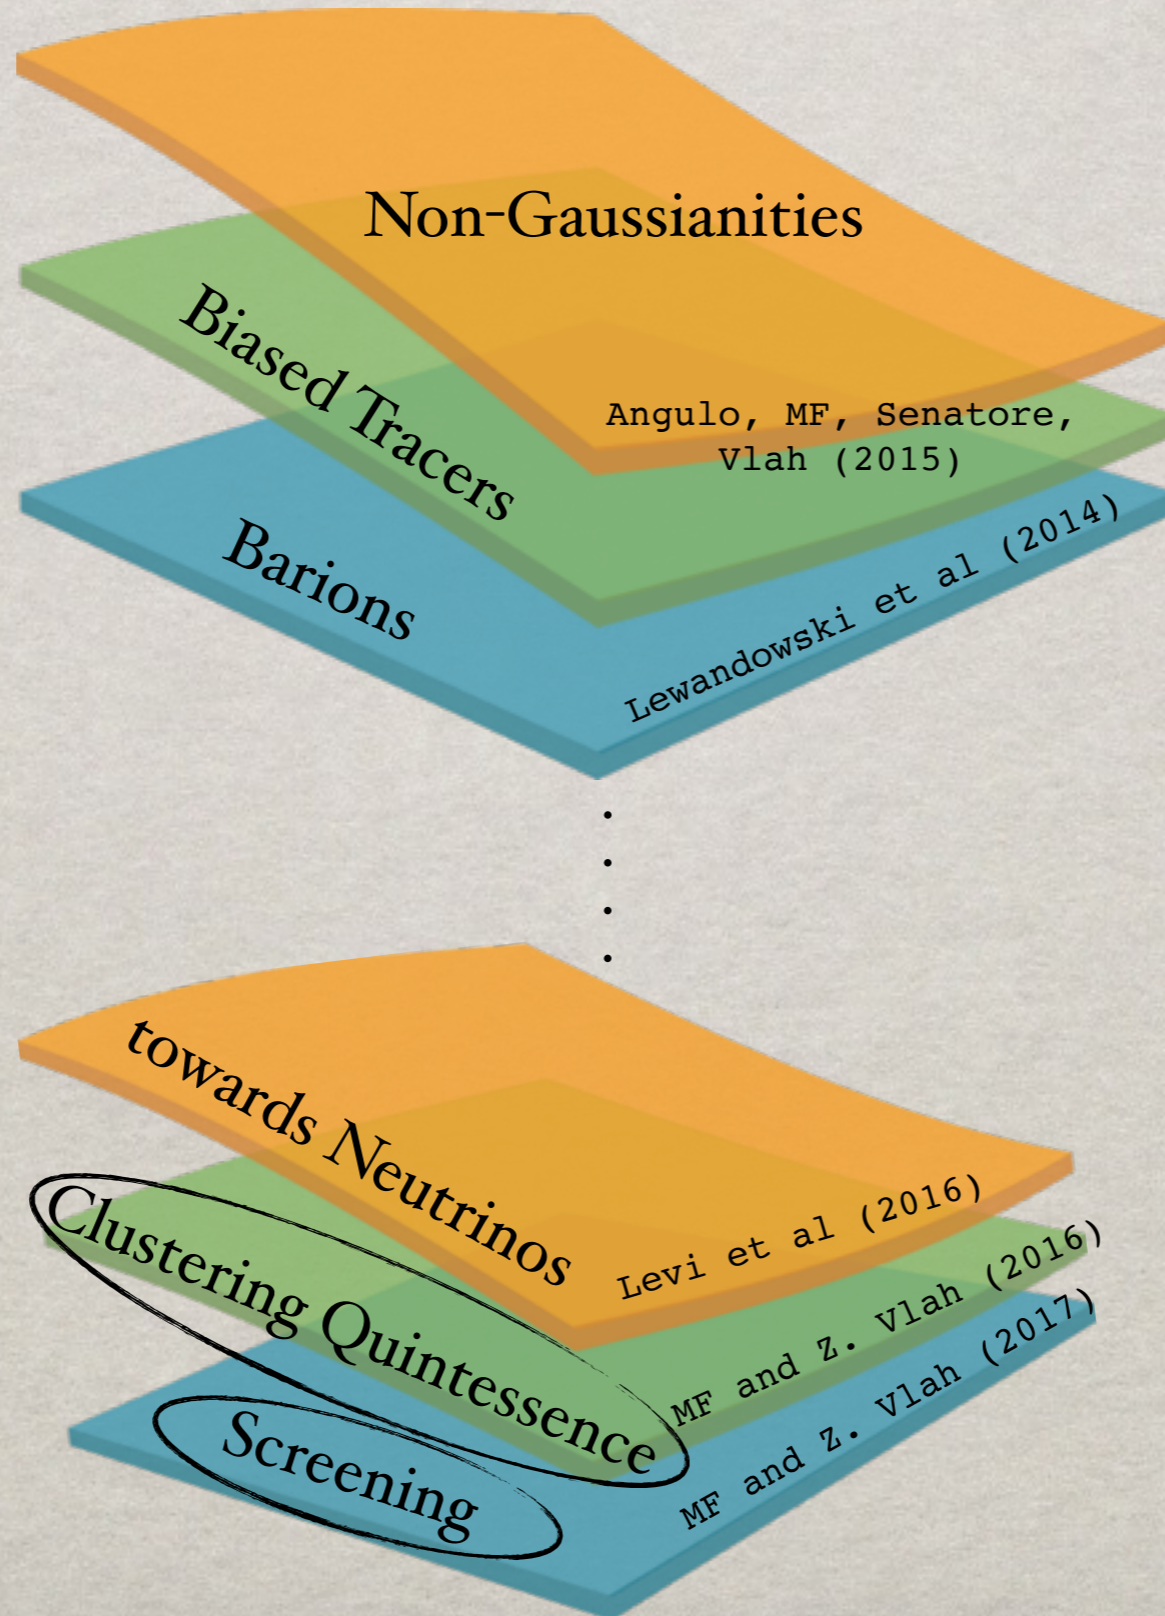 Non-Gaussianities
Biased Tracers
Angulo, MF, Senatore,
Vlah (2015)
Barions
Lewandowski et al (2014)
towards Neutrinos
Levi et al (2016)
Clustering Quintessence
MF and Z. Vlah (2016)
Screening
MF and Z. Vlah (2017)